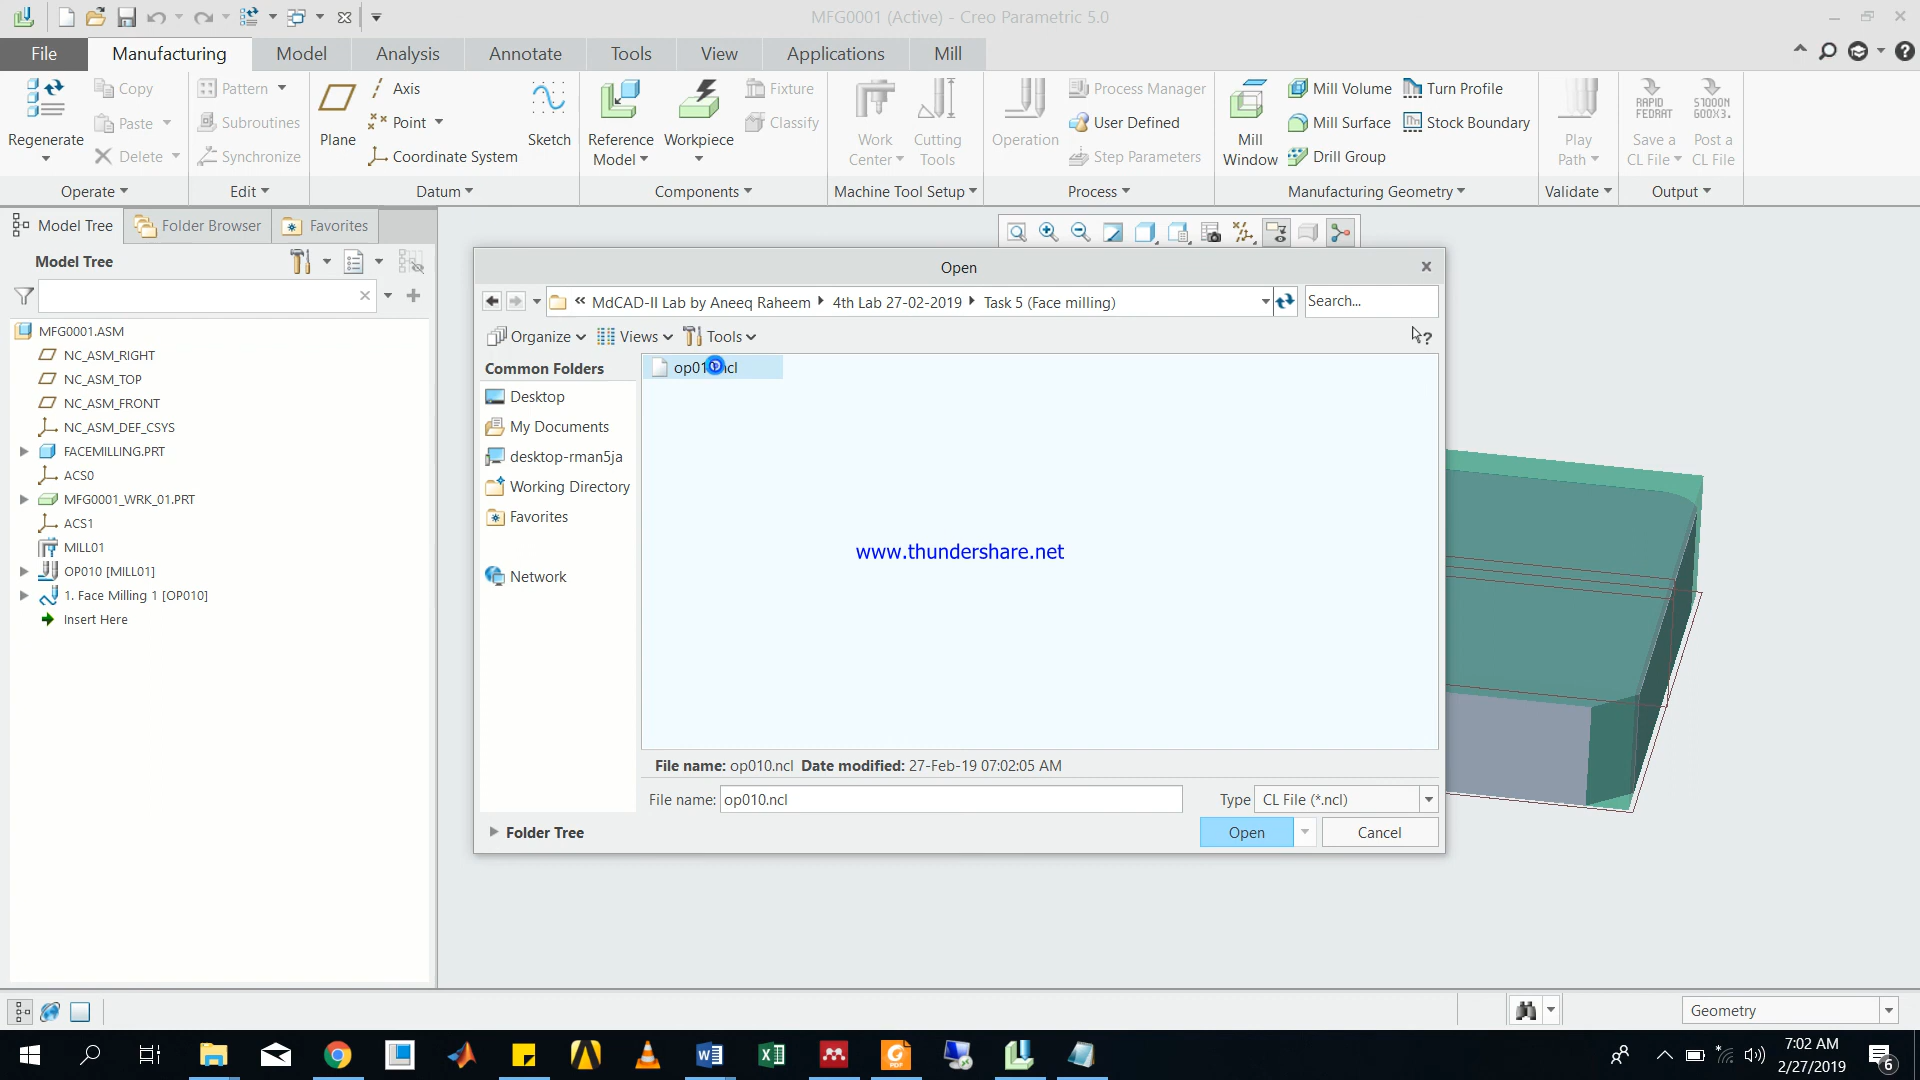 MFG0001 (Active) - Creo Parametric 5.0
File Manufacturing Model Analysis Annotate Tools View Applications Mill
Regenerate
Copy
Paste
Delete
Operate
Pattern
Subroutines
Synchronize
Edit
Plane
Axis
Point
Coordinate System
Sketch
Datum
Reference
Model
Workpiece
Fixture
Classify
Components
Work
Center
Cutting
Tools
Machine Tool Setup
Operation
Process Manager
User Defined
Step Parameters
Process
Mill
Window
Mill Volume
Mill Surface
Drill Group
Turn Profile
Stock Boundary
Manufacturing Geometry
Play
Path
Validate
RAPID
FEDRAT
Save a
CL File
Post a
CL File
Output
Model Tree Folder Browser Favorites
Model Tree
MFG0001.ASM
NC_ASM_RIGHT
NC_ASM_TOP
NC_ASM_FRONT
NC_ASM_DEF_CSYS
FACEMILLING.PRT
ACS0
MFG0001_WRK_01.PRT
ACS1
MILL01
OP010 [MILL01]
1. Face Milling 1 [OP010]
Insert Here
Open
« MdCAD-II Lab by Aneeq Raheem 4th Lab 27-02-2019 Task 5 (Face milling)
Search...
Organize Views Tools
Common Folders
Desktop
My Documents
desktop-rman5ja
Working Directory
Favorites
Network
www.thundershare.net
File name: op010.ncl Date modified: 27-Feb-19 07:02:05 AM
File name: op010.ncl
Type CL File (*.ncl)
Folder Tree
Open
Cancel
Geometry
7:02 AM
2/27/2019
6